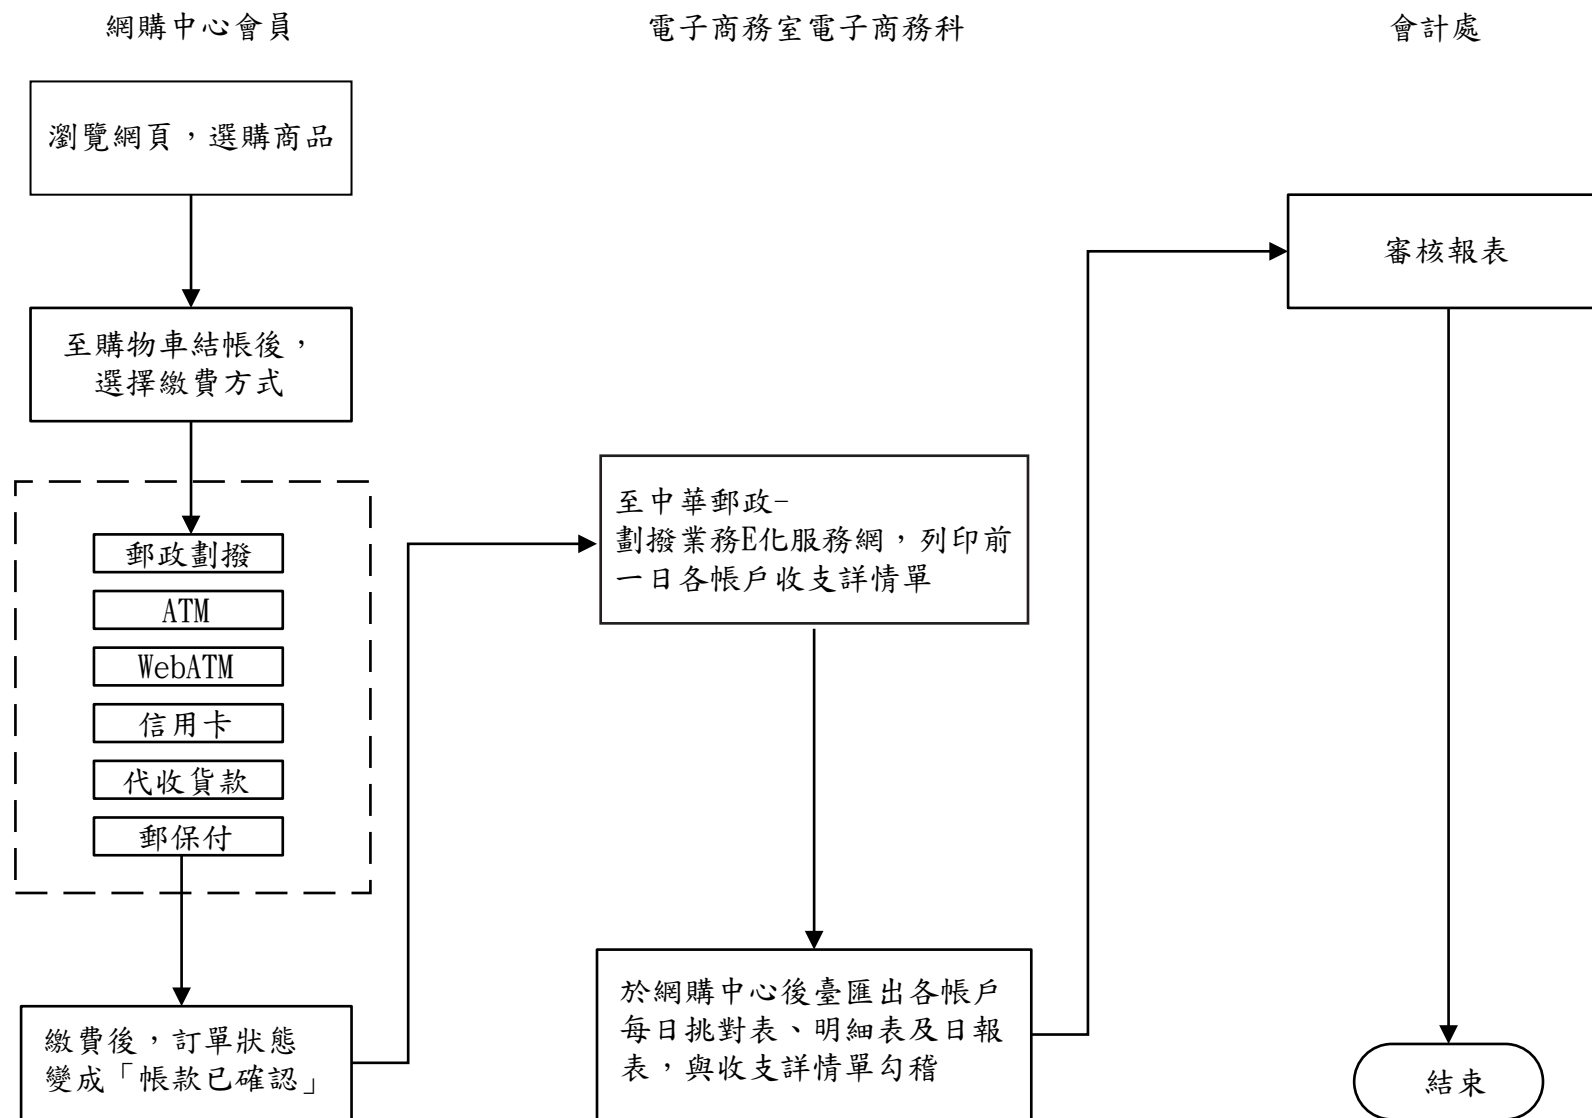 網購中心會員
電子商務室電子商務科
會計處
瀏覽網頁，選購商品
至購物車結帳後，
選擇繳費方式
郵政劃撥
ATM
WebATM
信用卡
代收貨款
郵保付
繳費後，訂單狀態
變成「帳款已確認」
至中華郵政-
劃撥業務E化服務網，列印前
一日各帳戶收支詳情單
於網購中心後臺匯出各帳戶
每日挑對表、明細表及日報
表，與收支詳情單勾稽
審核報表
結束